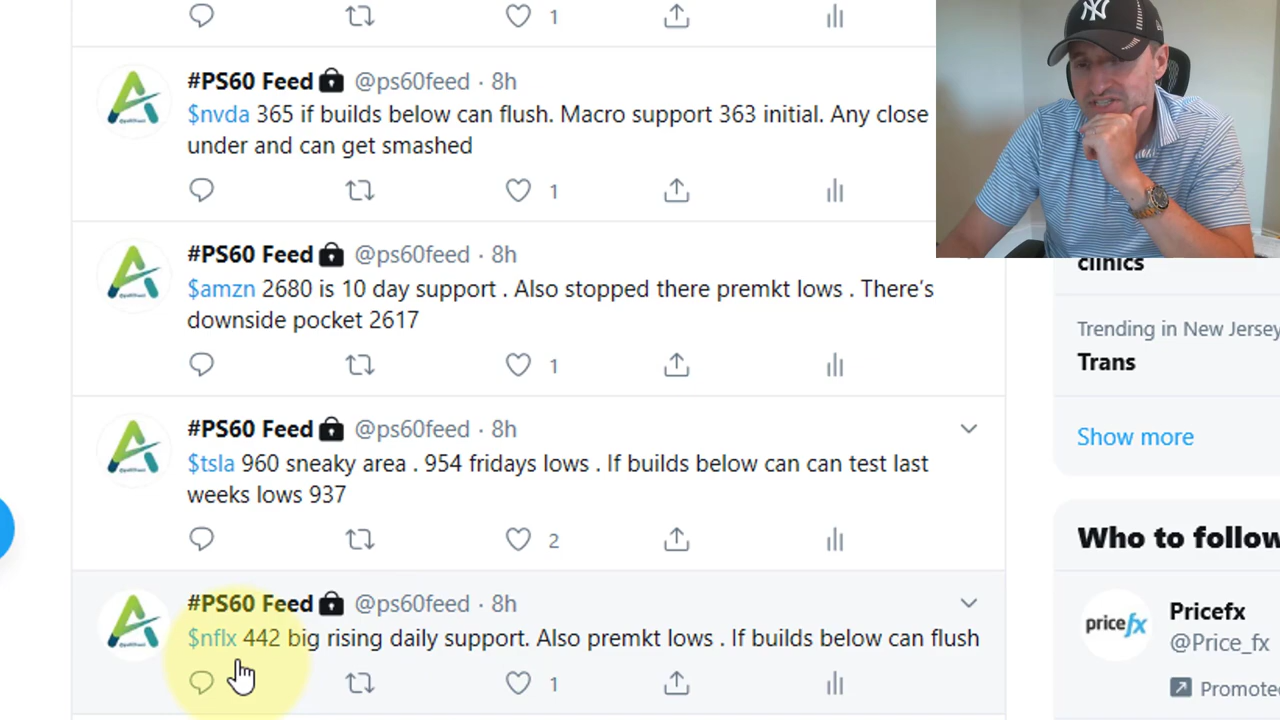 1
#PS60 Feed @ps60feed · 8h
$nvda 365 if builds below can flush. Macro support 363 initial. Any close
under and can get smashed
1
#PS60 Feed @ps60feed · 8h
$amzn 2680 is 10 day support . Also stopped there premkt lows . There's
downside pocket 2617
1
#PS60 Feed @ps60feed · 8h
$tsla 960 sneaky area . 954 fridays lows . If builds below can can test last
weeks lows 937
2
#PS60 Feed @ps60feed · 8h
$nflx 442 big rising daily support. Also premkt lows . If builds below can flush
1
NY
clinics
Trending in New Jersey
Trans
Show more
Who to follow
pricefx
Pricefx
@Price_fx
Promoted